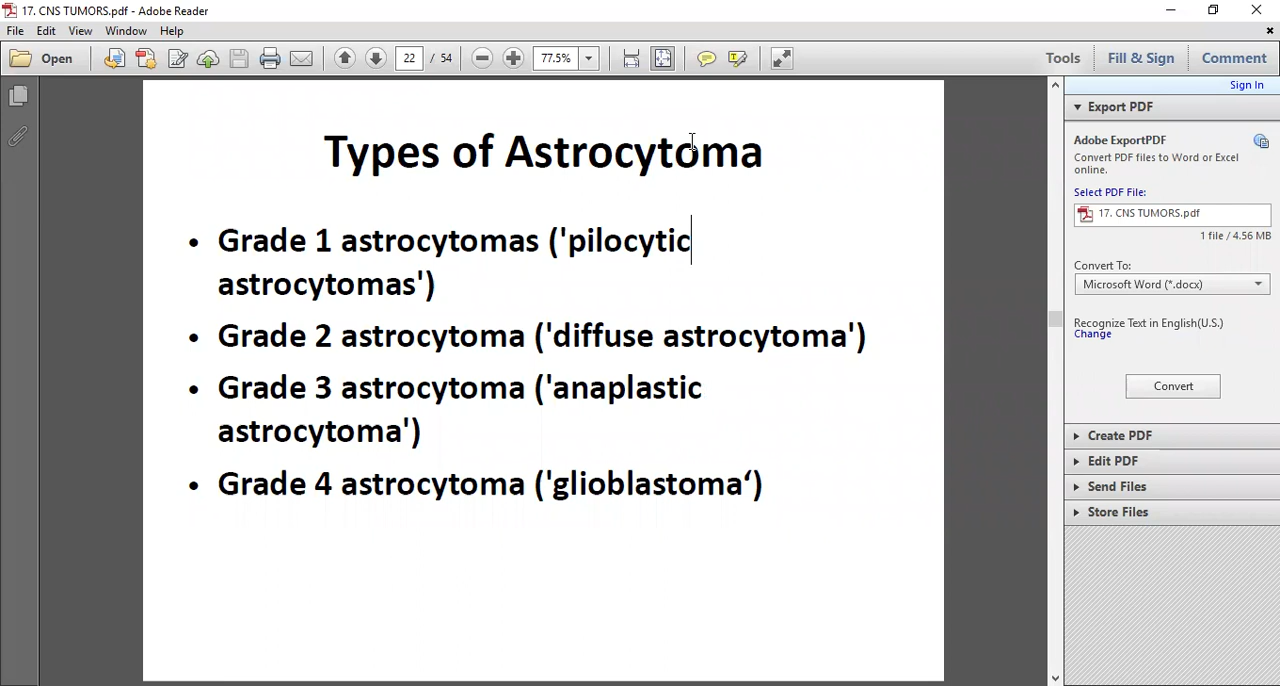 17. CNS TUMORS.pdf - Adobe Reader
File Edit View Window Help
Open 22 / 54 77.5% Tools Fill & Sign Comment
Sign In
Types of Astrocytoma
• Grade 1 astrocytomas ('pilocytic
astrocytomas')
• Grade 2 astrocytoma ('diffuse astrocytoma')
• Grade 3 astrocytoma ('anaplastic
astrocytoma')
• Grade 4 astrocytoma ('glioblastoma‘)
Export PDF
Adobe ExportPDF
Convert PDF files to Word or Excel
online.
Select PDF File:
17. CNS TUMORS.pdf
1 file / 4.56 MB
Convert To:
Microsoft Word (*.docx)
Recognize Text in English(U.S.)
Change
Convert
Create PDF
Edit PDF
Send Files
Store Files